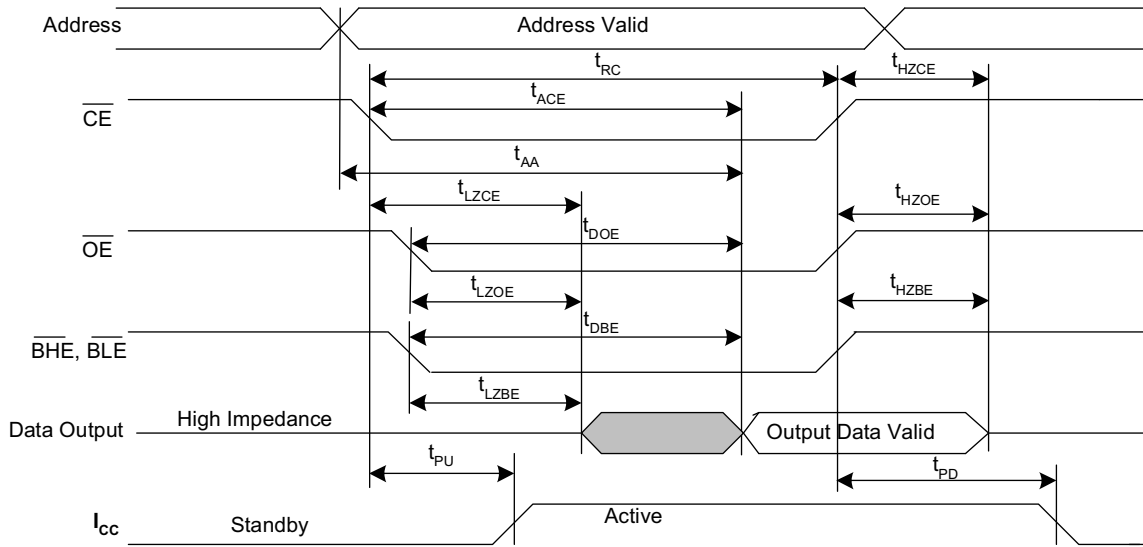 Address
Address Valid
tRC
tHZCE
tACE
CE
tAA
tLZCE
tHZOE
tDOE
OE
tLZOE
tHZBE
tDBE
BHE, BLE
tLZBE
High Impedance
Data Output
Output Data Valid
tPU
tPD
ICC
Standby
Active